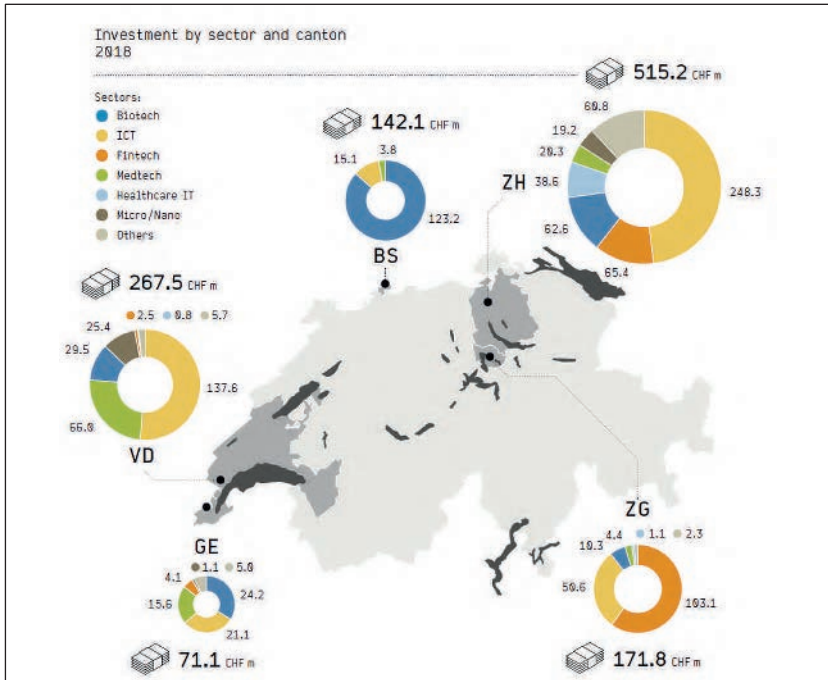 Investment by sector and canton
2018
515.2 CHF m
Sectors:
Biotech
ICT
Fintech
Medtech
Healthcare IT
Micro/Nano
Others
142.1 CHF m
3.8
15.1
123.2
BS
ZH
60.8
19.2
20.3
38.6
62.6
65.4
248.3
267.5 CHF m
2.5 0.8 5.7
25.4
29.5
137.6
66.0
VD
GE
1.1 5.0
4.1
15.6
24.2
21.1
71.1 CHF m
ZG
1.1 2.3
4.4
10.3
50.6
103.1
171.8 CHF m